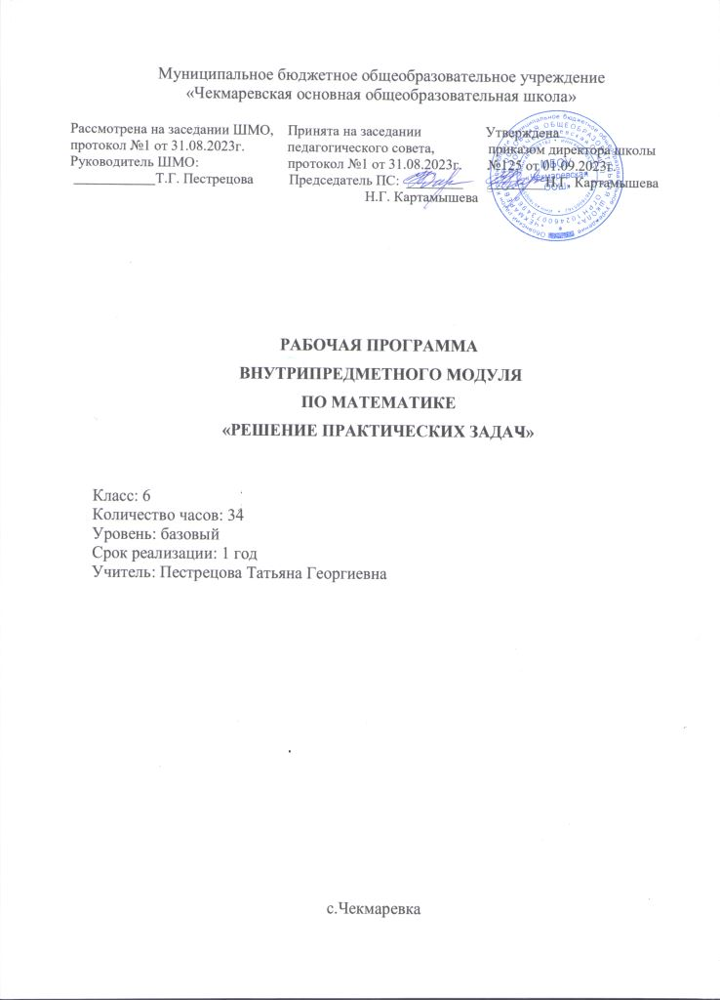 Муниципальное бюджетное общеобразовательное учреждение
«Чекмаревская основная общеобразовательная школа»
Рассмотрена на заседании ШМО,
протокол №1 от 31.08.2023г.
Руководитель ШМО:
___________Т.Г. Пестрецова
Принята на заседании
педагогического совета,
протокол №1 от 31.08.2023г.
Председатель ПС: ________
Н.Г. Картамышева
Утверждена
приказом директора школы
№125 от 01.09.2023г.
________Н.Г. Картамышева
РАБОЧАЯ ПРОГРАММА
ВНУТРИПРЕДМЕТНОГО МОДУЛЯ
ПО МАТЕМАТИКЕ
«РЕШЕНИЕ ПРАКТИЧЕСКИХ ЗАДАЧ»
Класс: 6
Количество часов: 34
Уровень: базовый
Срок реализации: 1 год
Учитель: Пестрецова Татьяна Георгиевна
с.Чекмаревка